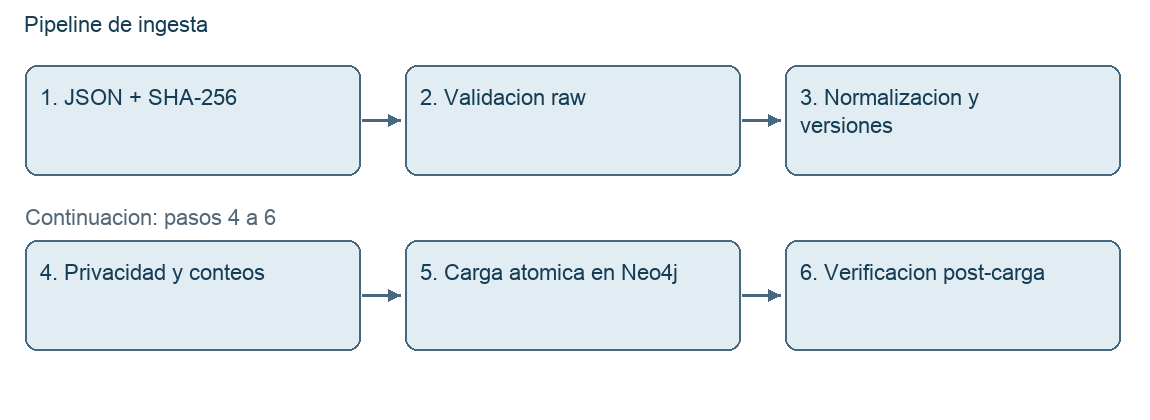 Pipeline de ingesta
1. JSON + SHA-256
2. Validacion raw
3. Normalizacion y
versiones
Continuacion: pasos 4 a 6
4. Privacidad y conteos
5. Carga atomica en Neo4j
6. Verificacion post-carga